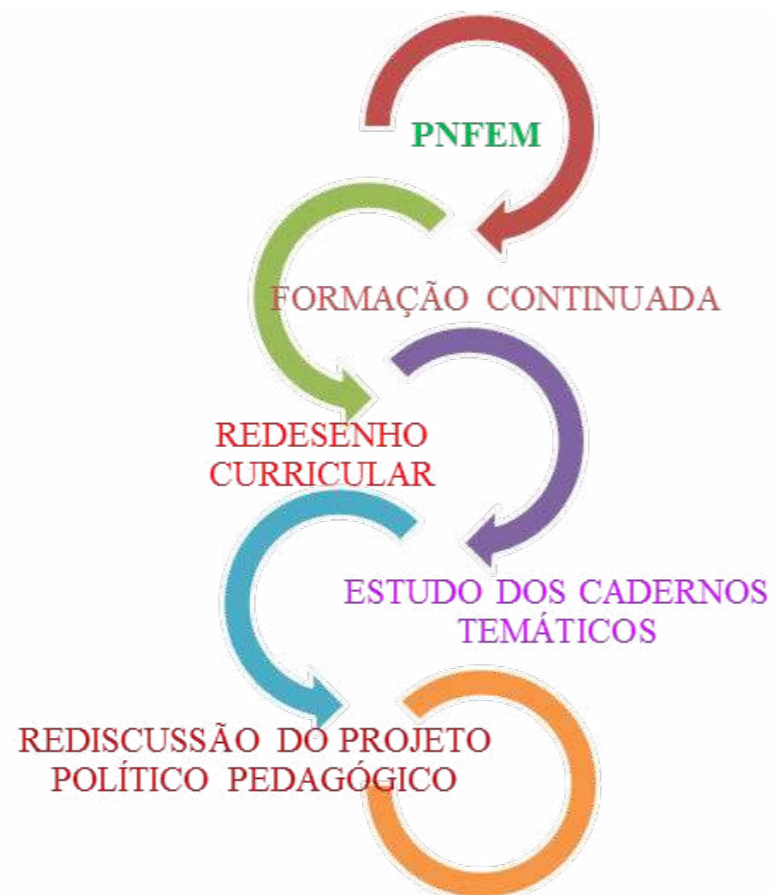 PNFEM
FORMAÇÃO CONTINUADA
REDESENHO
CURRICULAR
ESTUDO DOS CADERNOS
TEMÁTICOS
REDISCUSSÃO DO PROJETO
POLÍTICO PEDAGÓGICO